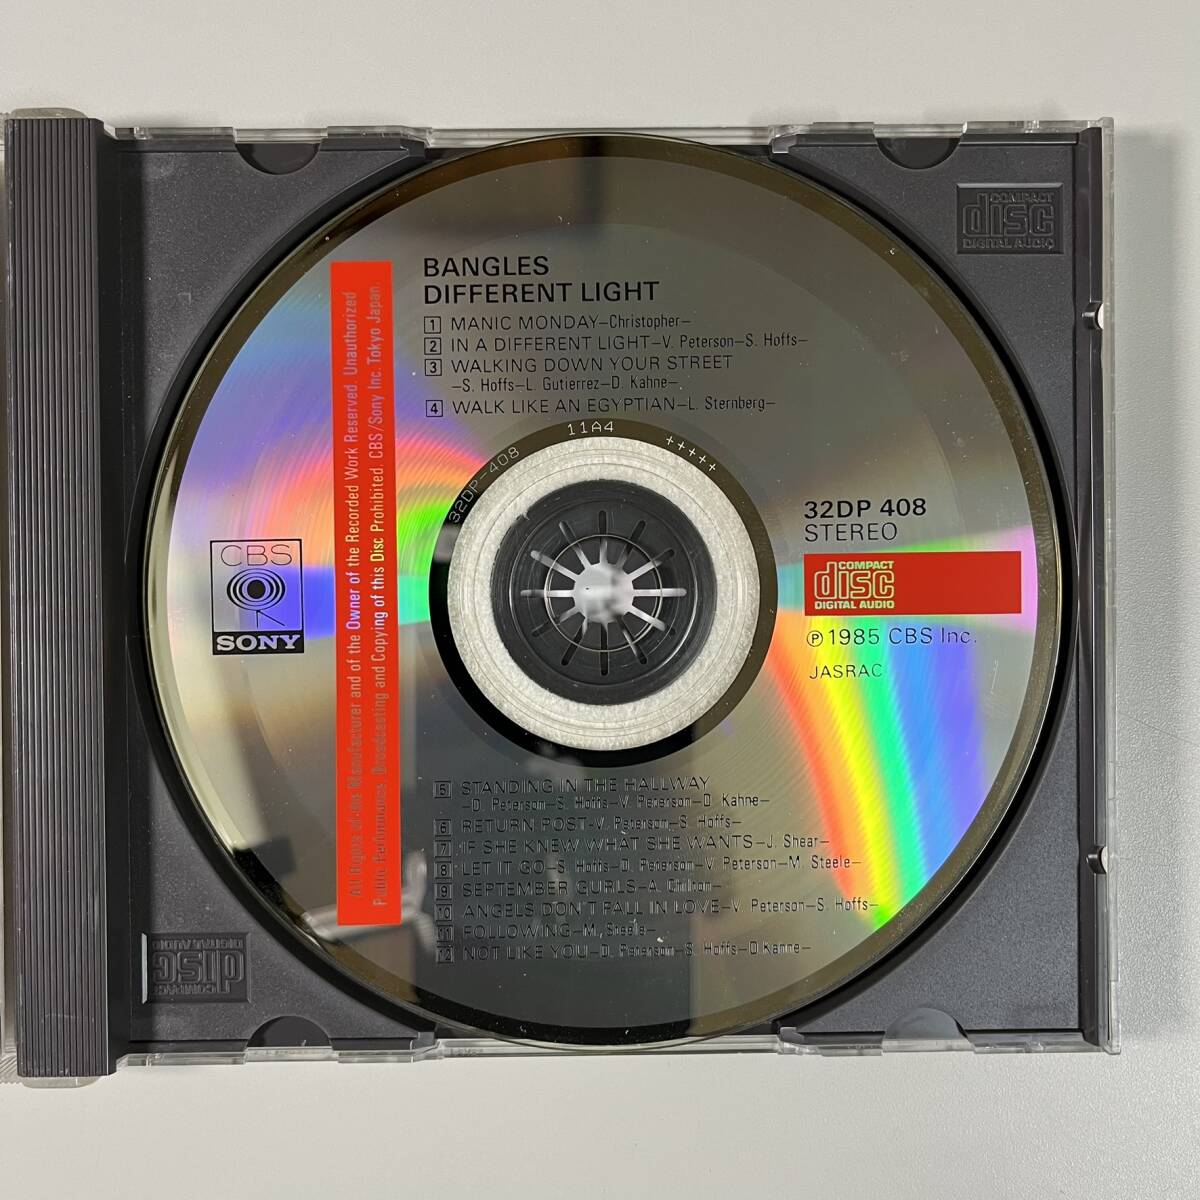 BANGLES
DIFFERENT LIGHT
1 MANIC MONDAY–Christopher–
2 IN A DIFFERENT LIGHT–V. Peterson–S. Hoffs–
3 WALKING DOWN YOUR STREET
–S. Hoffs–L. Gutierrez–D. Kahne–
4 WALK LIKE AN EGYPTIAN–L. Sternberg–
32DP-408 11A4 +++++
32DP 408
STEREO
COMPACT
disc
DIGITAL AUDIO
℗ 1985 CBS Inc.
JASRAC
CBS
SONY
All Rights of the Manufacturer and of the Owner of the Recorded Work Reserved. Unauthorized
Public Performance, Broadcasting and Copying of this Disc Prohibited. CBS/Sony Inc. Tokyo Japan.
5 STANDING IN THE HALLWAY
–D. Peterson–S. Hoffs–V. Peterson–D. Kahne–
6 RETURN POST–V. Peterson–S. Hoffs–
7 IF SHE KNEW WHAT SHE WANTS–J. Shear–
8 LET IT GO–S. Hoffs–D. Peterson–V. Peterson–M. Steele–
9 SEPTEMBER GURLS–A. Chilton–
10 ANGELS DON'T FALL IN LOVE–V. Peterson–S. Hoffs–
11 FOLLOWING–M. Steele–
12 NOT LIKE YOU–D. Peterson–S. Hoffs–D. Kahne–
COMPACT
disc
DIGITAL AUDIO
COMPACT
disc
DIGITAL AUDIO